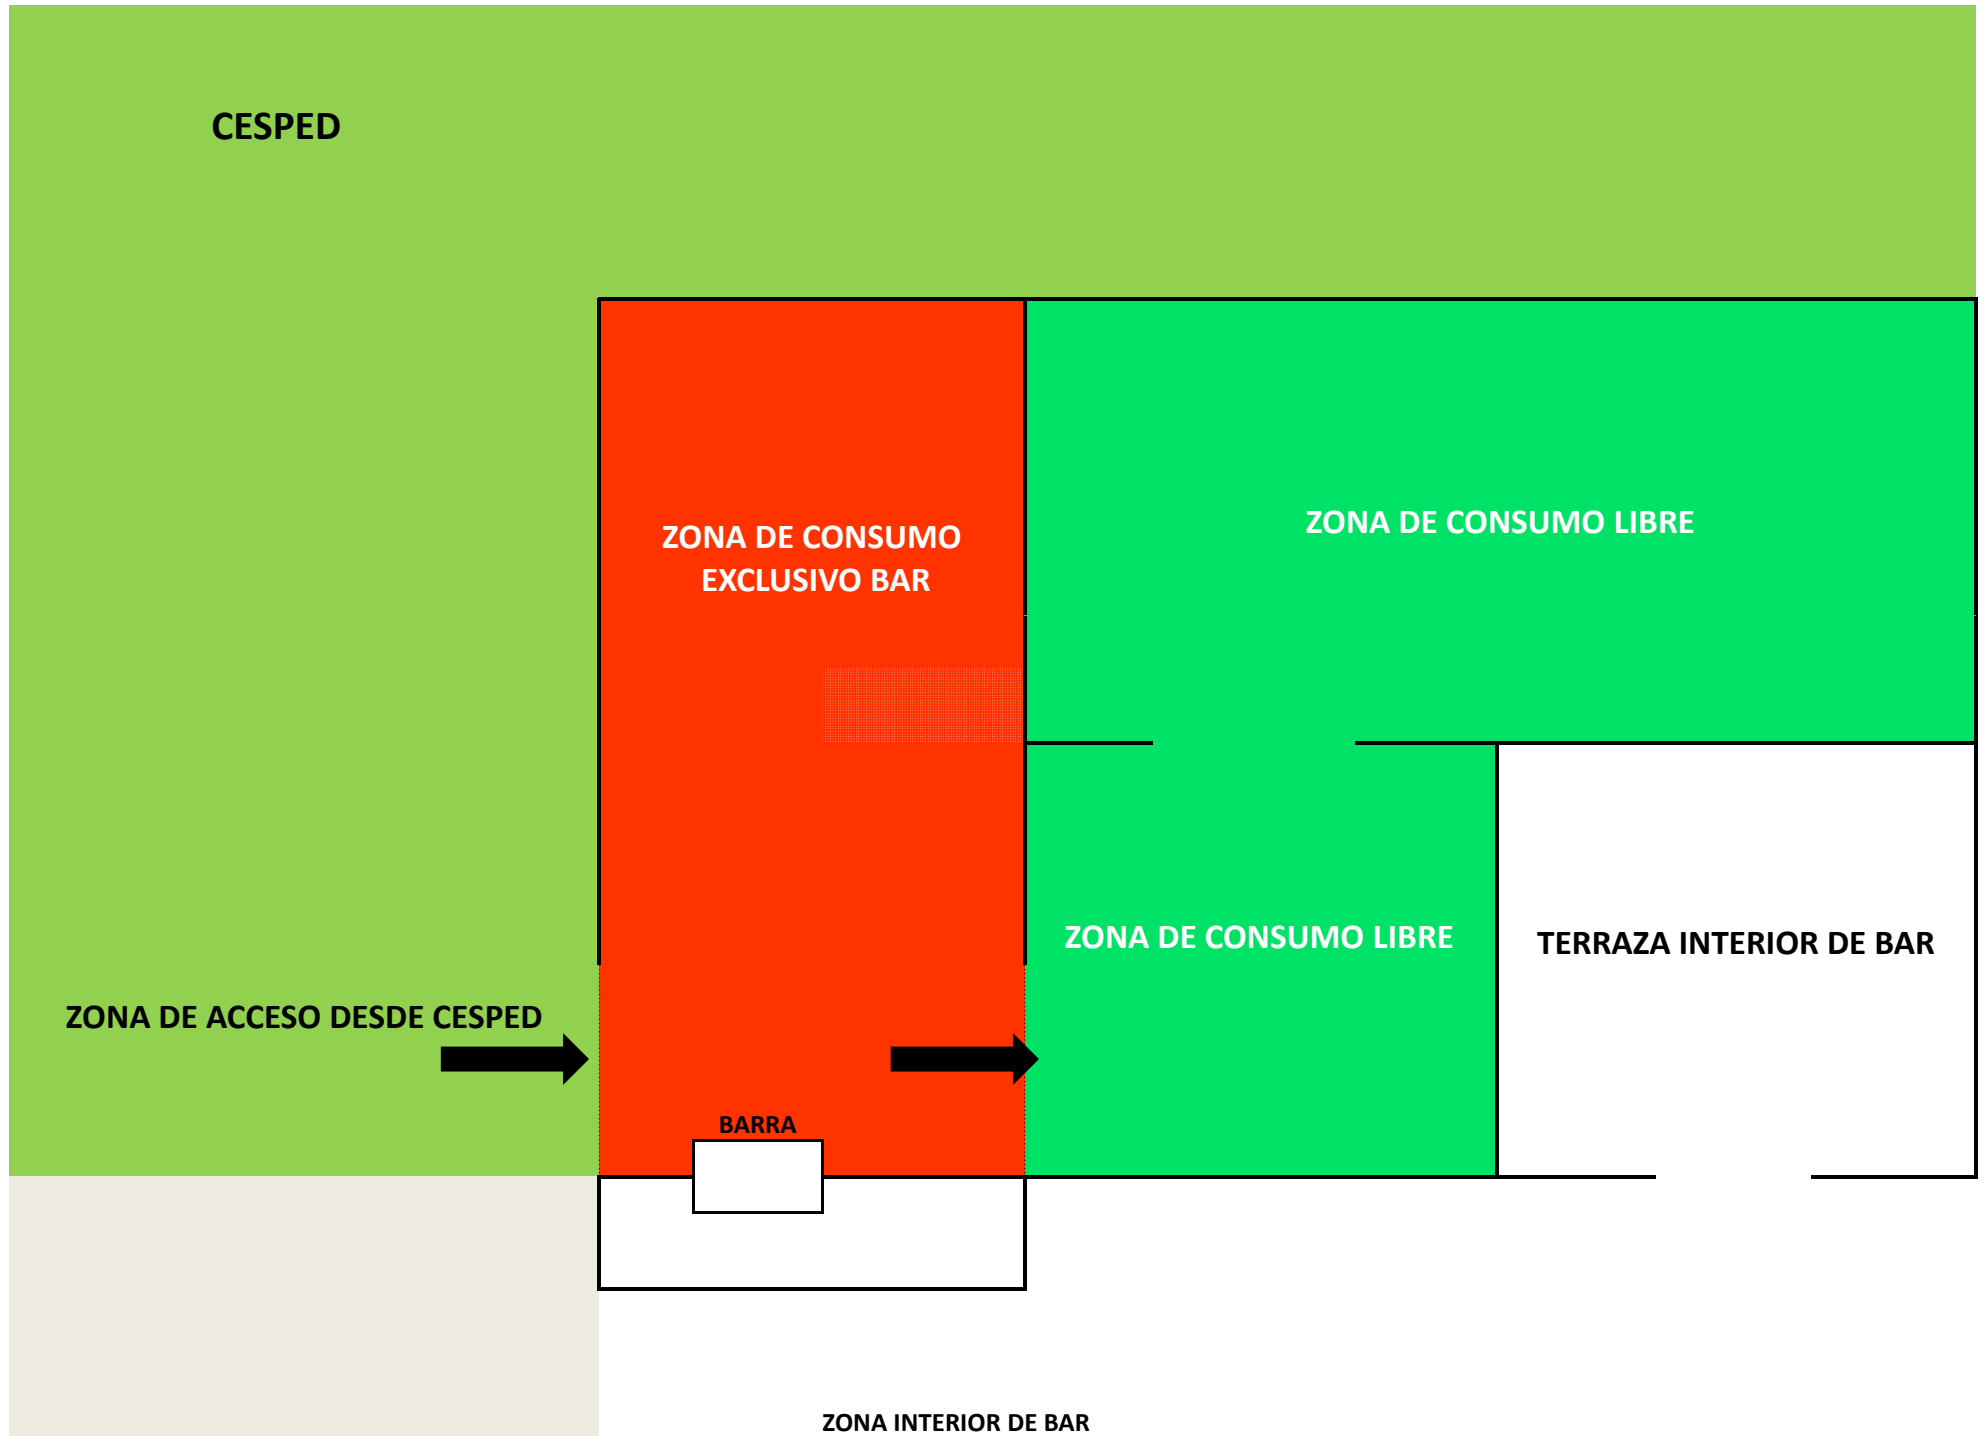 CESPED
ZONA DE CONSUMO
EXCLUSIVO BAR
ZONA DE CONSUMO LIBRE
ZONA DE CONSUMO LIBRE
TERRAZA INTERIOR DE BAR
ZONA DE ACCESO DESDE CESPED
BARRA
ZONA INTERIOR DE BAR